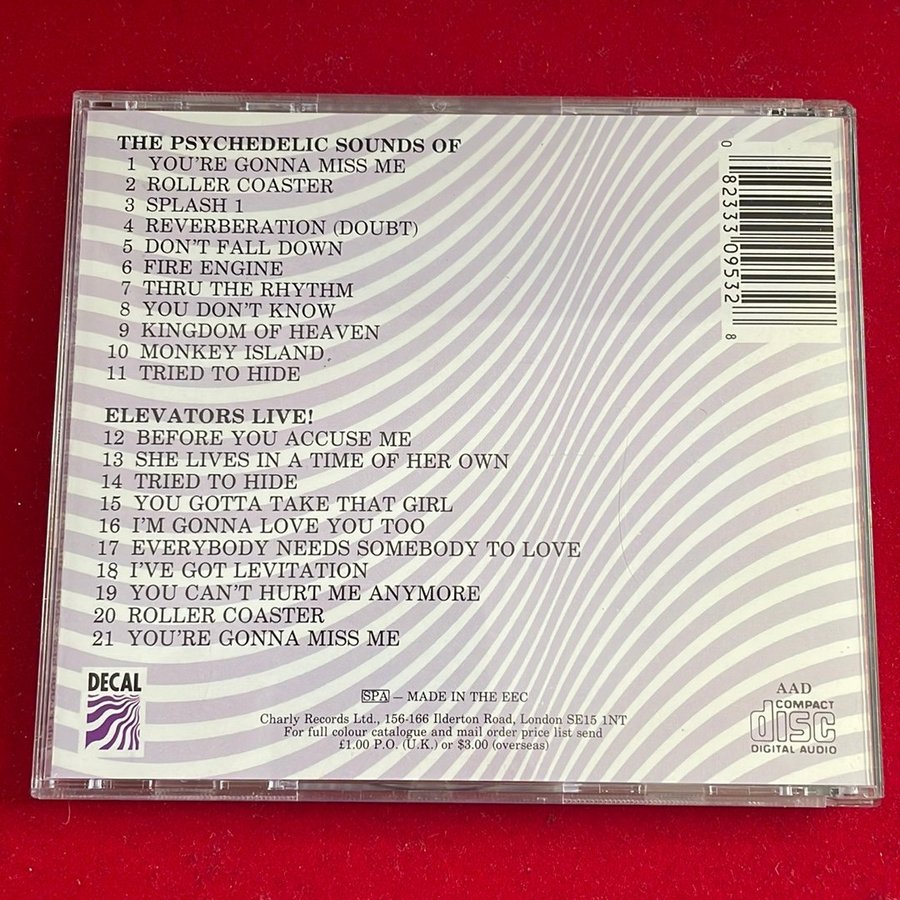 THE PSYCHEDELIC SOUNDS OF
1 YOU'RE GONNA MISS ME
2 ROLLER COASTER
3 SPLASH 1
4 REVERBERATION (DOUBT)
5 DON'T FALL DOWN
6 FIRE ENGINE
7 THRU THE RHYTHM
8 YOU DON'T KNOW
9 KINGDOM OF HEAVEN
10 MONKEY ISLAND
11 TRIED TO HIDE
ELEVATORS LIVE!
12 BEFORE YOU ACCUSE ME
13 SHE LIVES IN A TIME OF HER OWN
14 TRIED TO HIDE
15 YOU GOTTA TAKE THAT GIRL
16 I'M GONNA LOVE YOU TOO
17 EVERYBODY NEEDS SOMEBODY TO LOVE
18 I'VE GOT LEVITATION
19 YOU CAN'T HURT ME ANYMORE
20 ROLLER COASTER
21 YOU'RE GONNA MISS ME
0 82333 09532 8
DECAL
SPA – MADE IN THE EEC
Charly Records Ltd., 156-166 Ilderton Road, London SE15 1NT
For full colour catalogue and mail order price list send
£1.00 P.O. (U.K.) or $3.00 (overseas)
AAD
COMPACT
disc
DIGITAL AUDIO